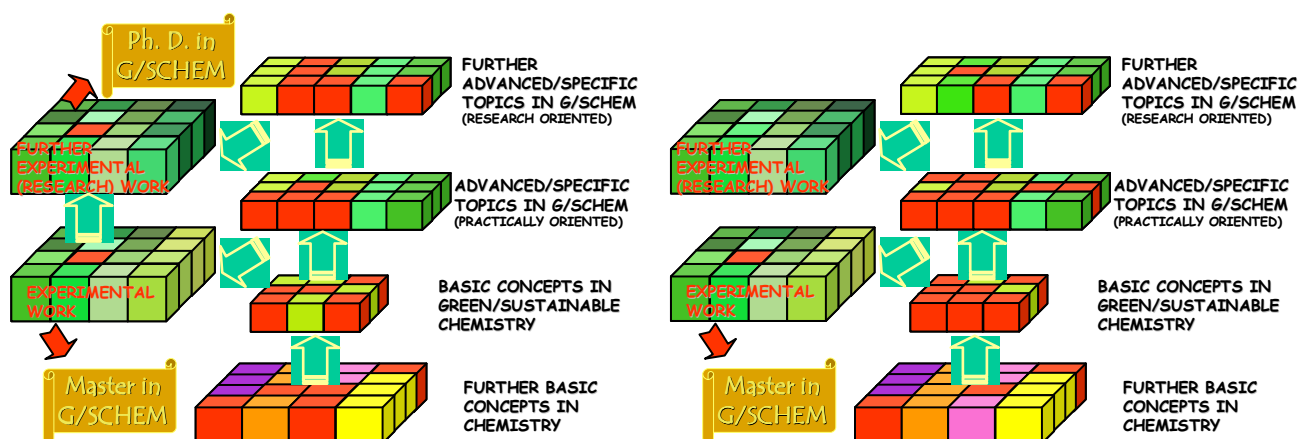 Ph. D. in
G/SCHEM
FURTHER
ADVANCED/SPECIFIC
TOPICS IN G/SCHEM
(RESEARCH ORIENTED)
FURTHER
EXPERIMENTAL
(RESEARCH) WORK
ADVANCED/SPECIFIC
TOPICS IN G/SCHEM
(PRACTICALLY ORIENTED)
EXPERIMENTAL
WORK
BASIC CONCEPTS IN
GREEN/SUSTAINABLE
CHEMISTRY
Master in
G/SCHEM
FURTHER BASIC
CONCEPTS IN
CHEMISTRY
FURTHER
ADVANCED/SPECIFIC
TOPICS IN G/SCHEM
(RESEARCH ORIENTED)
FURTHER
EXPERIMENTAL
(RESEARCH) WORK
ADVANCED/SPECIFIC
TOPICS IN G/SCHEM
(PRACTICALLY ORIENTED)
EXPERIMENTAL
WORK
BASIC CONCEPTS IN
GREEN/SUSTAINABLE
CHEMISTRY
Master in
G/SCHEM
FURTHER BASIC
CONCEPTS IN
CHEMISTRY